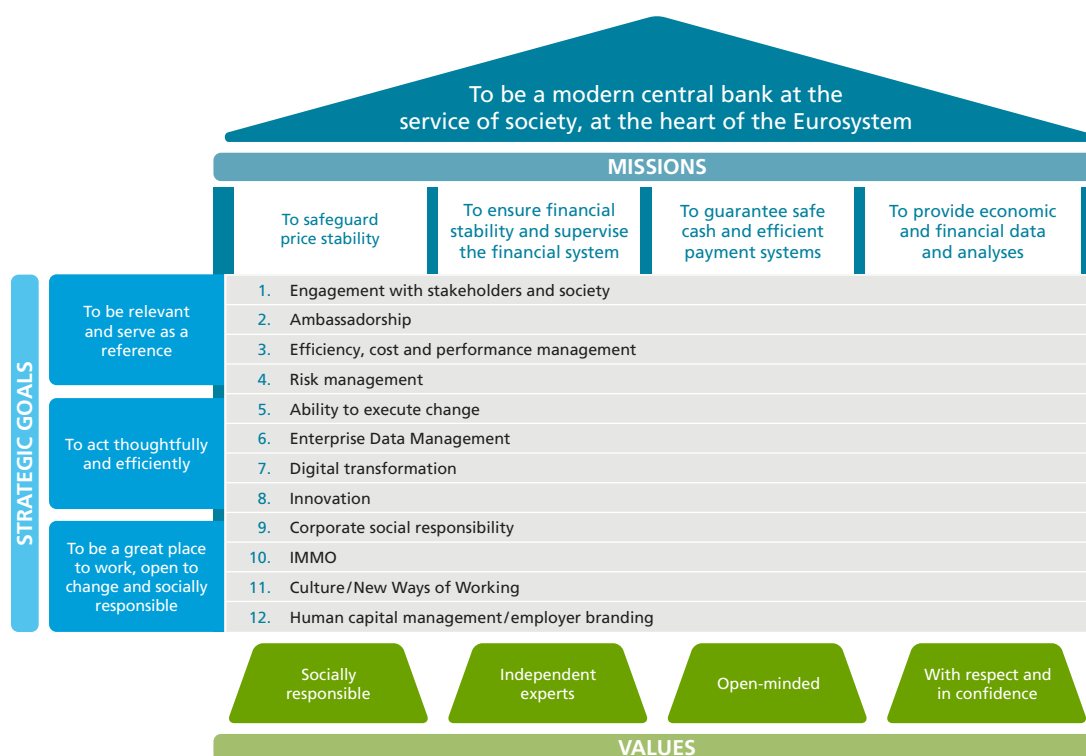 To be a modern central bank at the
service of society, at the heart of the Eurosystem
MISSIONS
To safeguard
price stability
To ensure financial
stability and supervise
the financial system
To guarantee safe
cash and efficient
payment systems
To provide economic
and financial data
and analyses
STRATEGIC GOALS
To be relevant
and serve as a
reference
To act thoughtfully
and efficiently
To be a great place
to work, open to
change and socially
responsible
1. Engagement with stakeholders and society
2. Ambassadorship
3. Efficiency, cost and performance management
4. Risk management
5. Ability to execute change
6. Enterprise Data Management
7. Digital transformation
8. Innovation
9. Corporate social responsibility
10. IMMO
11. Culture/New Ways of Working
12. Human capital management/employer branding
Socially
responsible
Independent
experts
Open-minded
With respect and
in confidence
VALUES